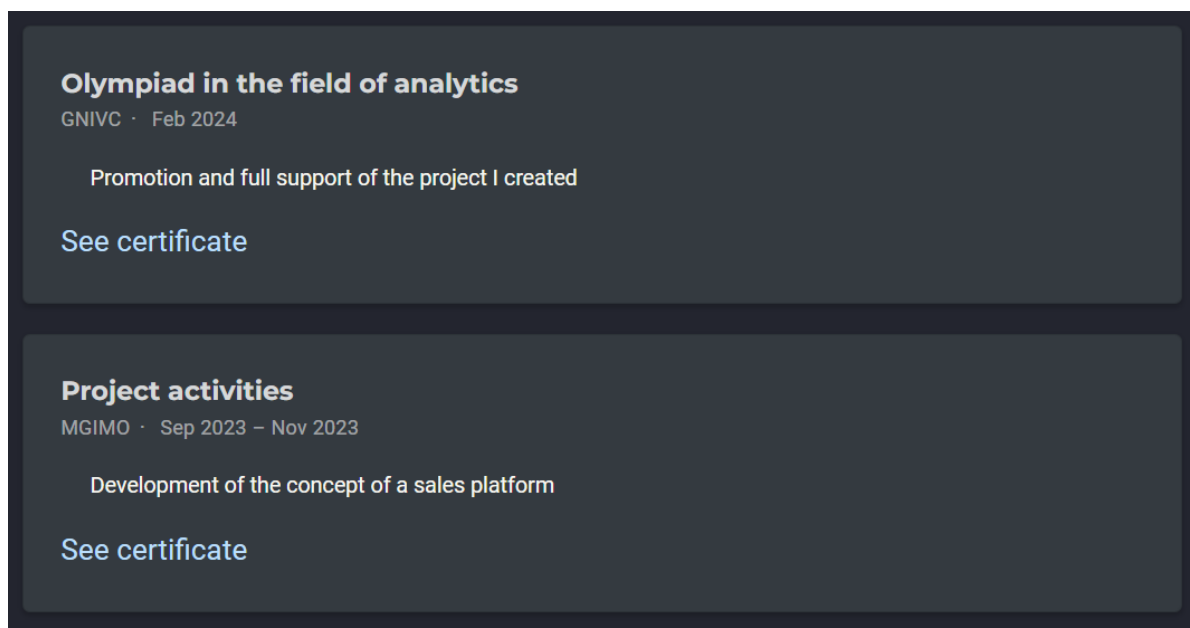 Olympiad in the field of analytics
GNIVC · Feb 2024
Promotion and full support of the project I created
See certificate
Project activities
MGIMO · Sep 2023 – Nov 2023
Development of the concept of a sales platform
See certificate